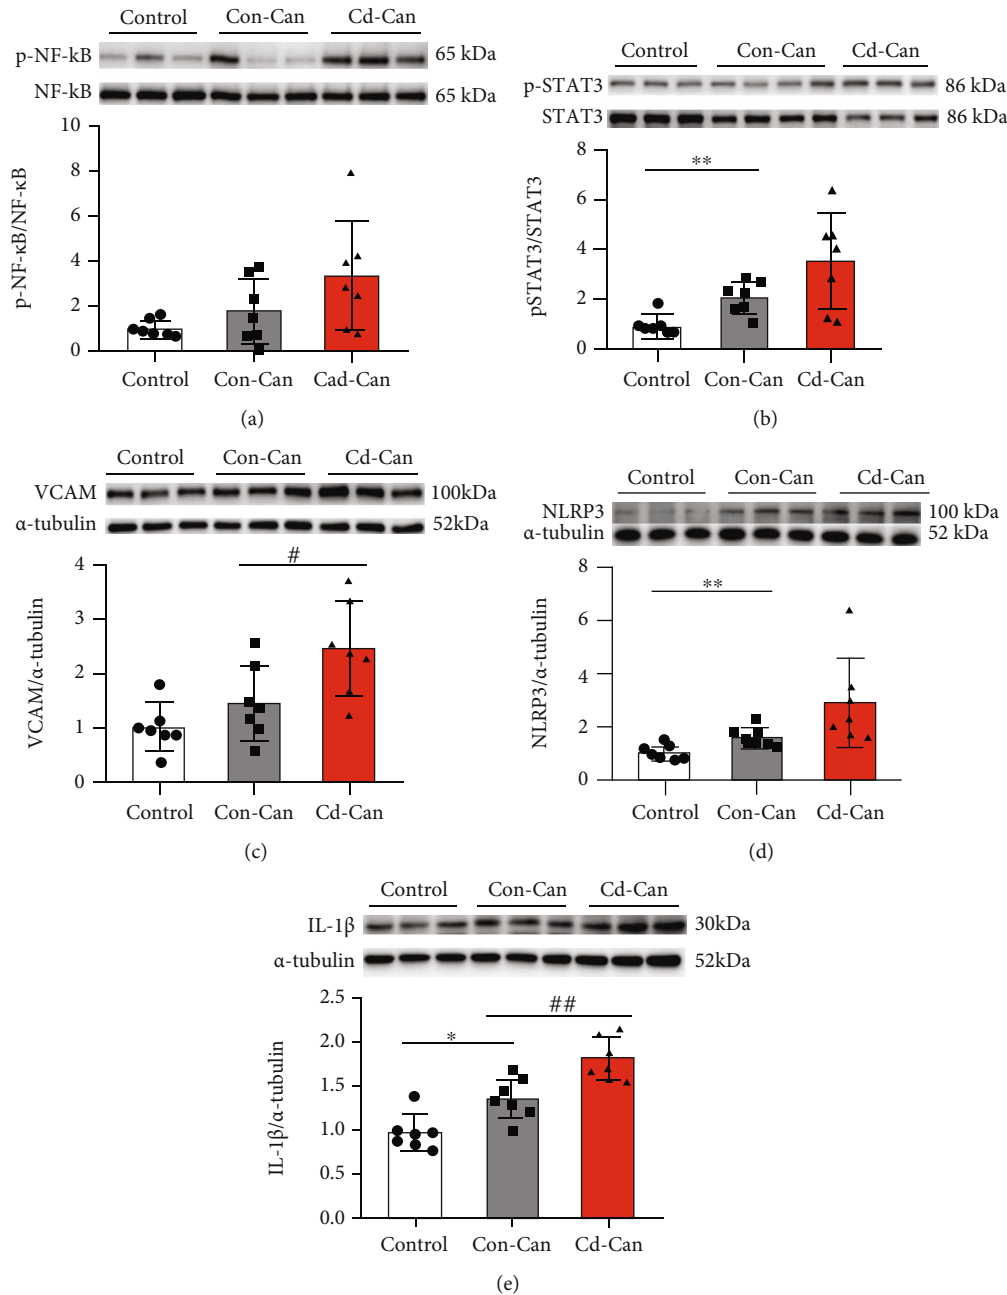 Control Con-Can Cd-Can
p-NF-kB 65 kDa
NF-kB 65 kDa
p-NF-κB/NF-κB
10
8
6
4
2
0
Control Con-Can Cad-Can
(a)
Control Con-Can Cd-Can
p-STAT3 86 kDa
STAT3 86 kDa
pSTAT3/STAT3
8
6
4
2
0
**
Control Con-Can Cd-Can
(b)
Control Con-Can Cd-Can
VCAM 100kDa
α-tubulin 52kDa
VCAM/α-tubulin
4
3
2
1
0
#
Control Con-Can Cd-Can
(c)
Control Con-Can Cd-Can
NLRP3 100 kDa
α-tubulin 52 kDa
NLRP3/α-tubulin
8
6
4
2
0
**
Control Con-Can Cd-Can
(d)
Control Con-Can Cd-Can
IL-1β 30kDa
α-tubulin 52kDa
IL-1β/α-tubulin
2.5
2.0
1.5
1.0
0.5
0.0
*
##
Control Con-Can Cd-Can
(e)